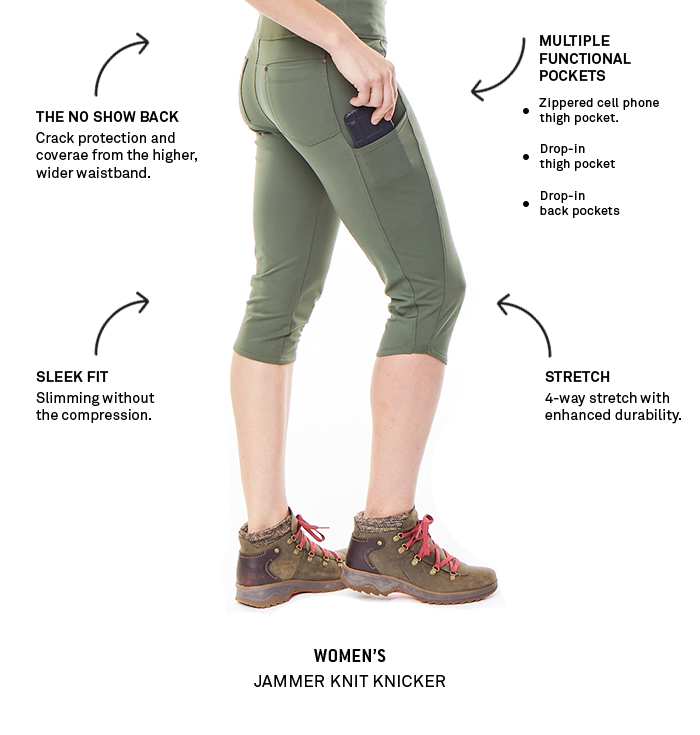 THE NO SHOW BACK
Crack protection and
coverae from the higher,
wider waistband.
MULTIPLE
FUNCTIONAL
POCKETS
• Zippered cell phone
thigh pocket.
• Drop-in
thigh pocket
• Drop-in
back pockets
SLEEK FIT
Slimming without
the compression.
STRETCH
4-way stretch with
enhanced durability.
WOMEN'S
JAMMER KNIT KNICKER